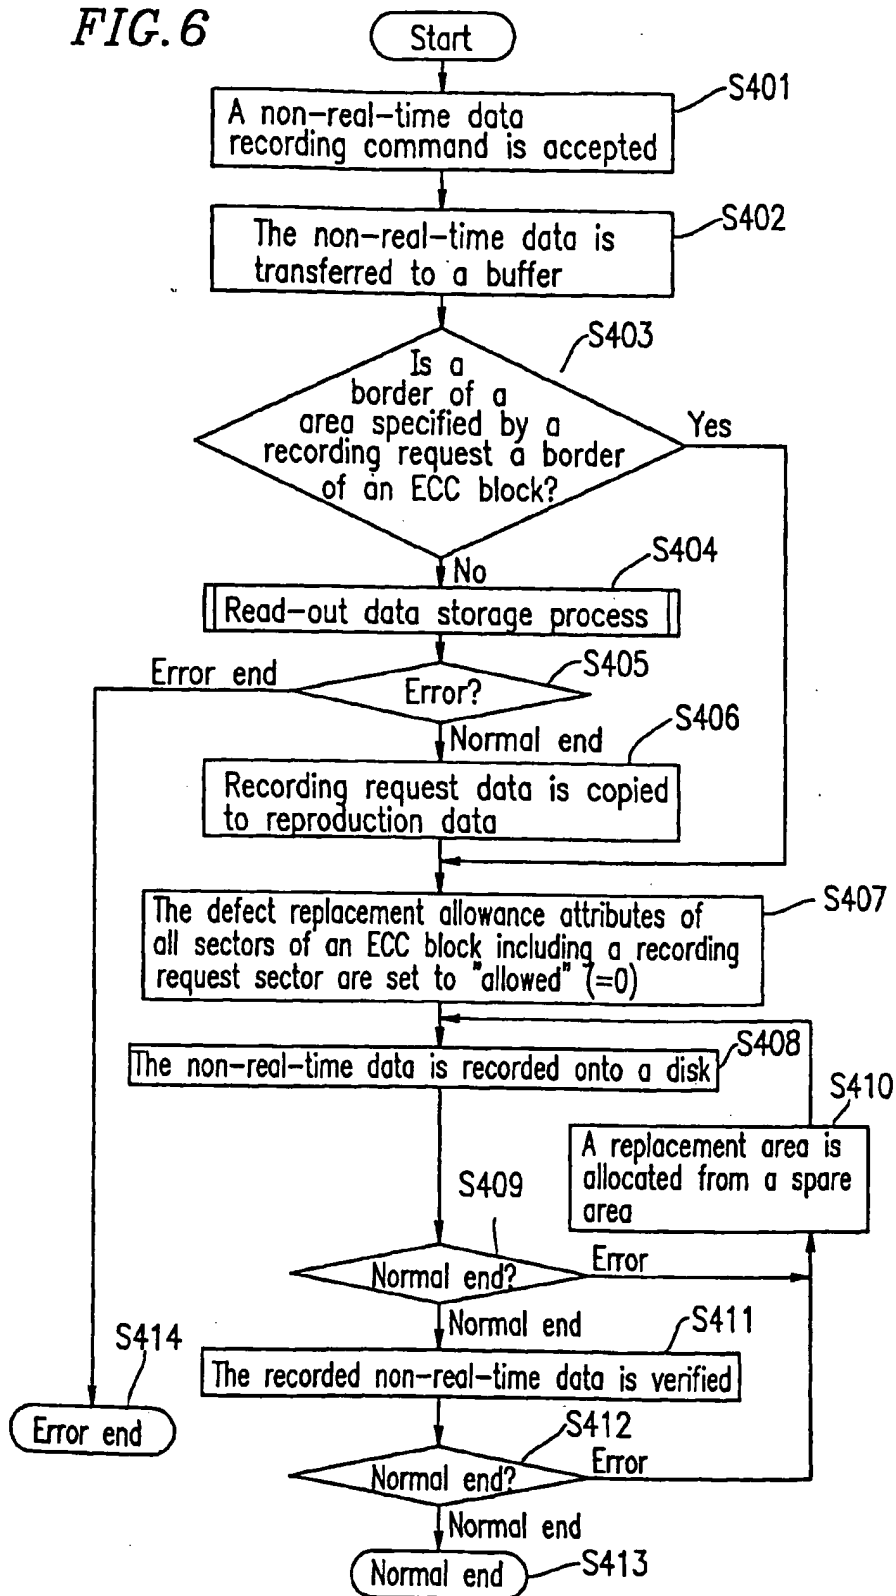 FIG.6
Start
S401
A non-real-time data
recording command is accepted
S402
The non-real-time data is
transferred to a buffer
S403
Is a
border of a
area specified by a
recording request a border
of an ECC block?
Yes
No
S404
Read-out data storage process
S405
Error end
Error?
Normal end
S406
Recording request data is copied
to reproduction data
S407
The defect replacement allowance attributes of
all sectors of an ECC block including a recording
request sector are set to "allowed" (=0)
S408
The non-real-time data is recorded onto a disk
S410
A replacement area is
allocated from a spare
area
S409
Normal end?
Error
Normal end
S411
The recorded non-real-time data is verified
S414
Error end
S412
Normal end?
Error
Normal end
Normal end
S413